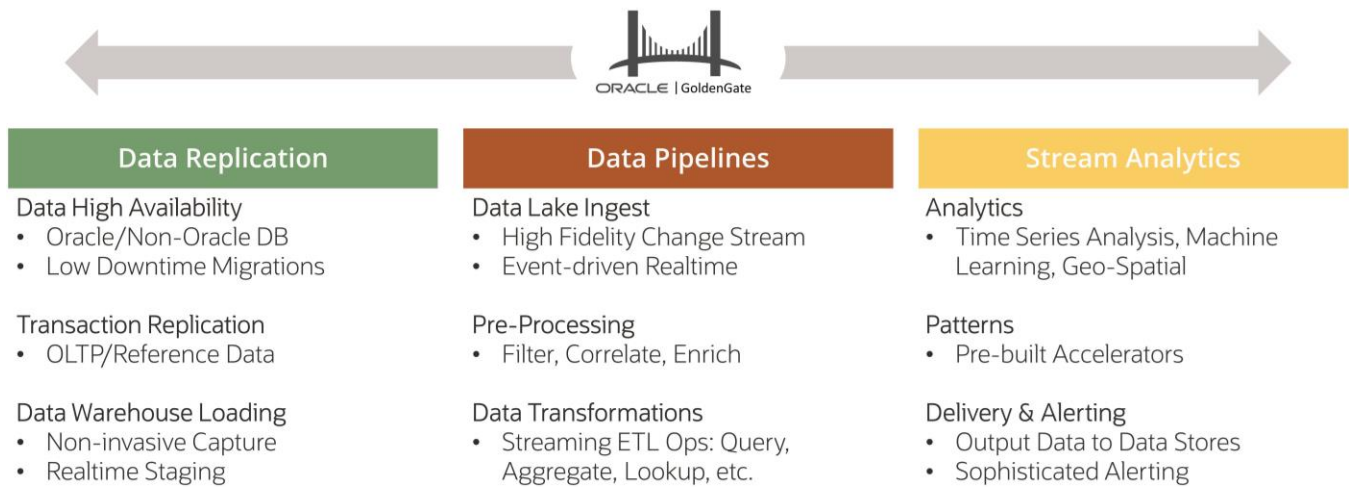 ORACLE | GoldenGate
Data Replication
Data High Availability
• Oracle/Non-Oracle DB
• Low Downtime Migrations
Transaction Replication
• OLTP/Reference Data
Data Warehouse Loading
• Non-invasive Capture
• Realtime Staging
Data Pipelines
Data Lake Ingest
• High Fidelity Change Stream
• Event-driven Realtime
Pre-Processing
• Filter, Correlate, Enrich
Data Transformations
• Streaming ETL Ops: Query,
Aggregate, Lookup, etc.
Stream Analytics
Analytics
• Time Series Analysis, Machine
Learning, Geo-Spatial
Patterns
• Pre-built Accelerators
Delivery & Alerting
• Output Data to Data Stores
• Sophisticated Alerting